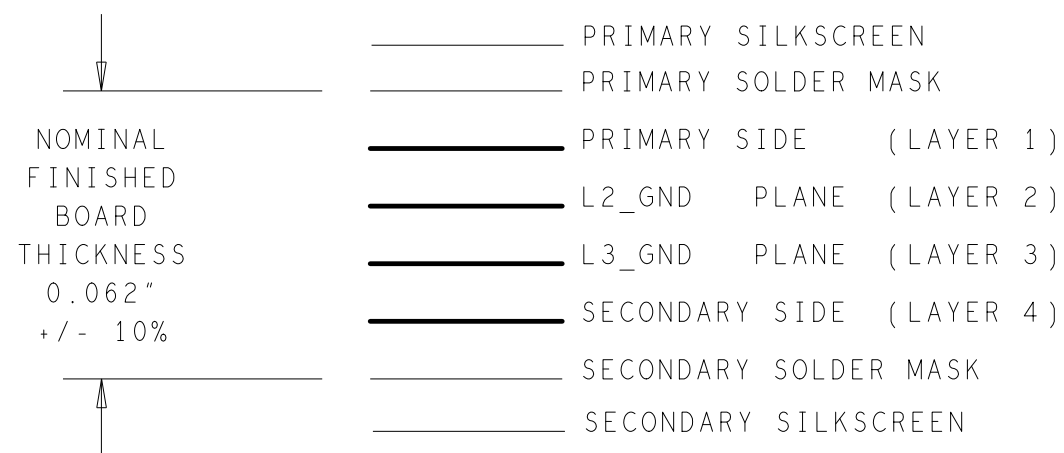 PRIMARY SILKSCREEN
PRIMARY SOLDER MASK
NOMINAL
FINISHED
BOARD
THICKNESS
0.062"
+/- 10%
PRIMARY SIDE (LAYER 1)
L2_GND PLANE (LAYER 2)
L3_GND PLANE (LAYER 3)
SECONDARY SIDE (LAYER 4)
SECONDARY SOLDER MASK
SECONDARY SILKSCREEN